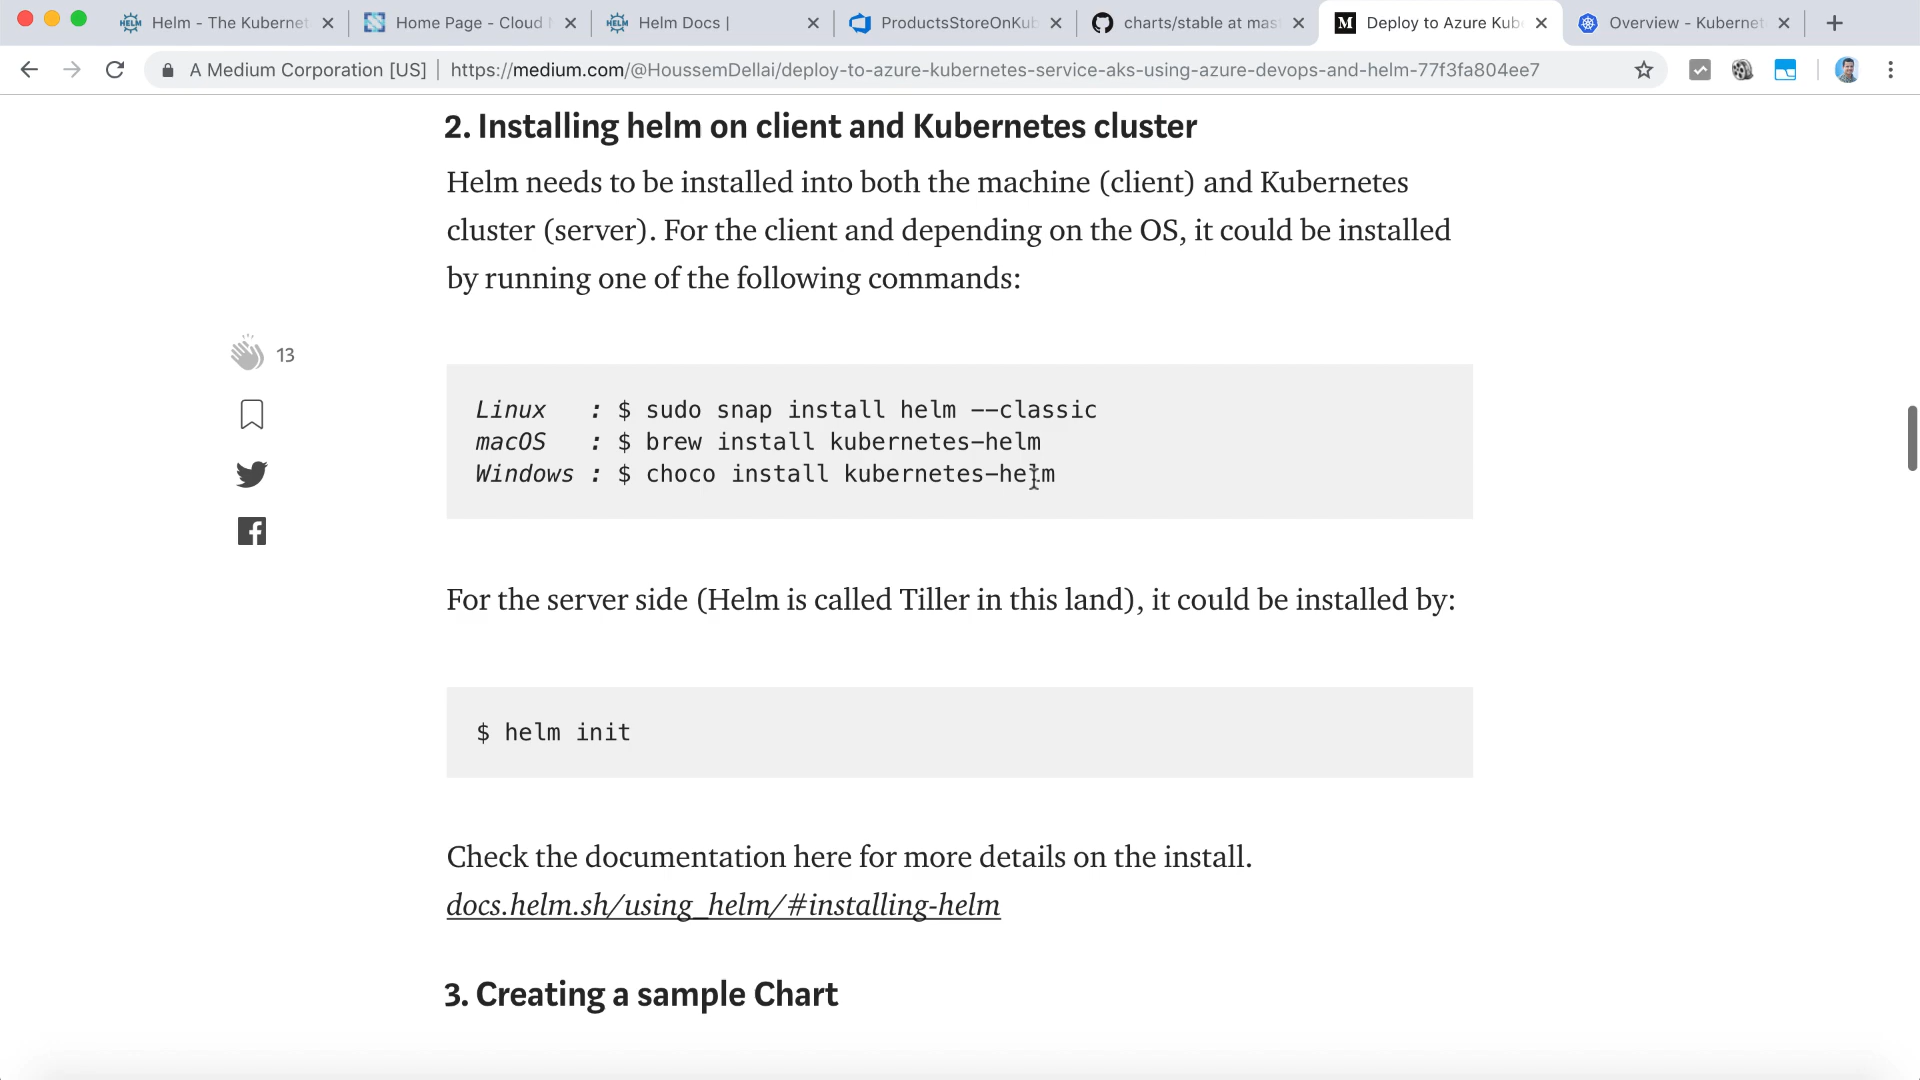 Helm - The Kubernet
Home Page - Cloud
Helm Docs |
ProductsStoreOnKub
charts/stable at mas
M
Deploy to Azure Kub
Overview - Kubernet
A Medium Corporation [US] | https://medium.com/@HoussemDellai/deploy-to-azure-kubernetes-service-aks-using-azure-devops-and-helm-77f3fa804ee7
2. Installing helm on client and Kubernetes cluster
Helm needs to be installed into both the machine (client) and Kubernetes
cluster (server). For the client and depending on the OS, it could be installed
by running one of the following commands:
13
Linux : $ sudo snap install helm --classic
macOS : $ brew install kubernetes-helm
Windows : $ choco install kubernetes-helm
For the server side (Helm is called Tiller in this land), it could be installed by:
$ helm init
Check the documentation here for more details on the install.
docs.helm.sh/using_helm/#installing-helm
3. Creating a sample Chart